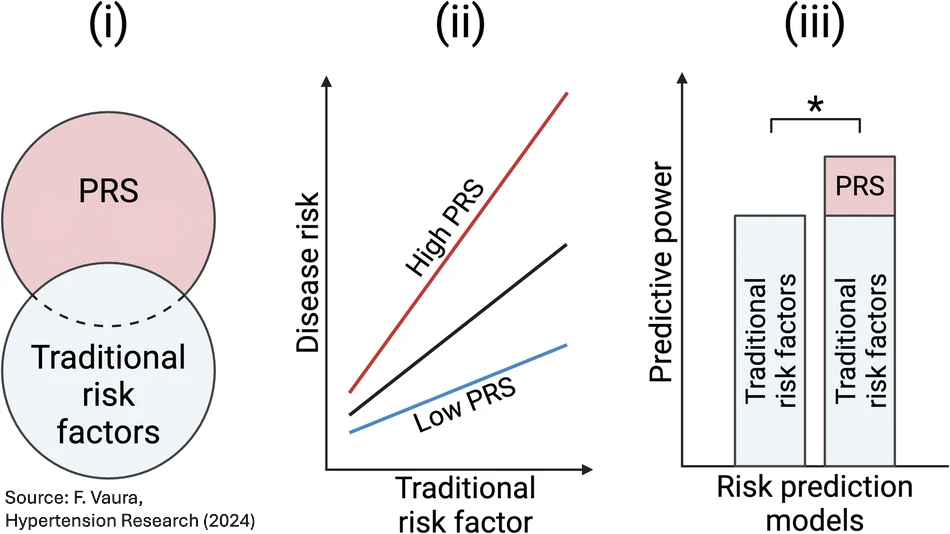 (i)
PRS
Traditional
risk
factors
Source: F. Vaura,
Hypertension Research (2024)
(ii)
Disease risk
High PRS
Low PRS
Traditional
risk factor
(iii)
*
Predictive power
Traditional
risk factors
PRS
Traditional
risk factors
Risk prediction
models